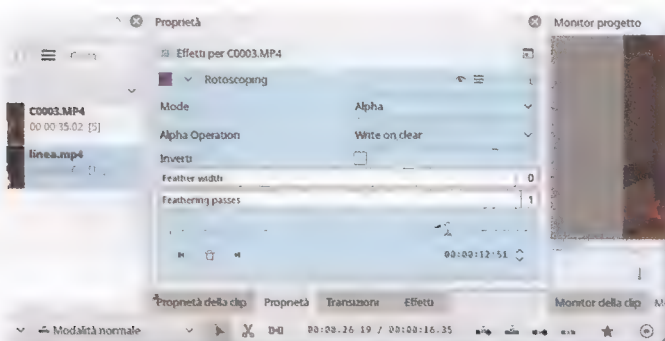 Proprietà
Monitor progetto
Effetti per C0003.MP4
Rotoscoping
C0003.MP4
00:00:35.02 [5]
linea.mp4
Mode
Alpha
Alpha Operation
Write on clear
Inverti
Feather width
0
Feathering passes
1
00:00:12:51
Proprietà della clip
Proprietà
Transizioni
Effetti
Monitor della clip
Modalità normale
00:00:26 19 / 00:00:16.35